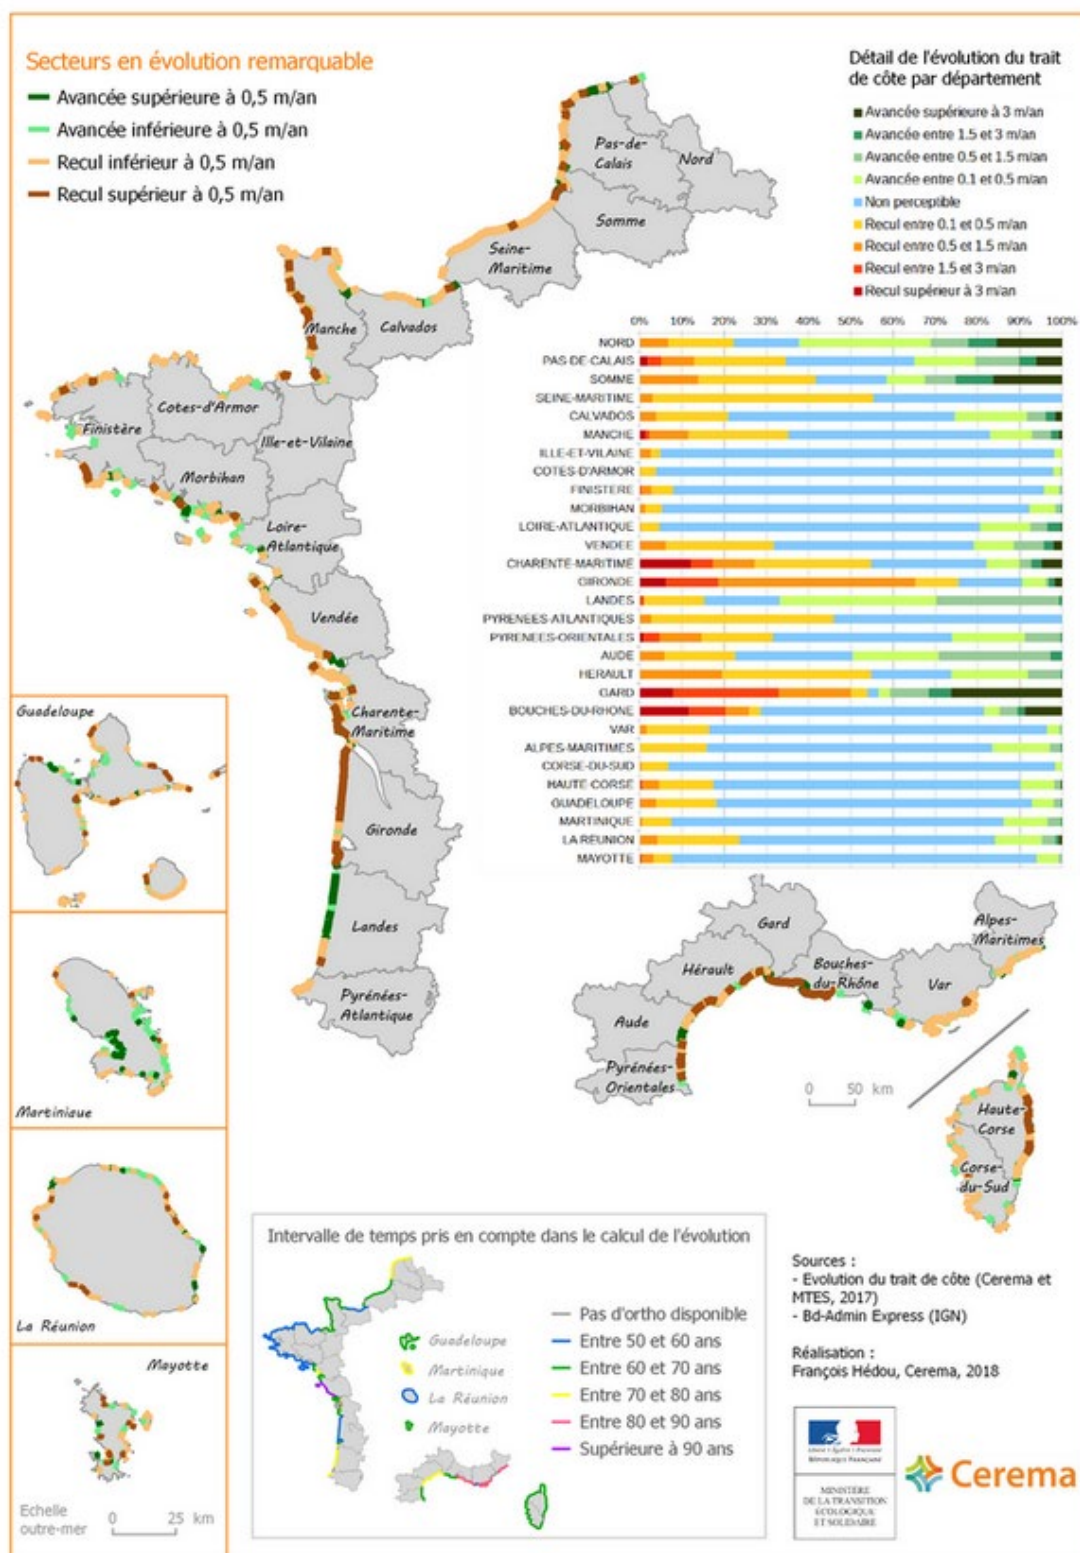 Secteurs en évolution remarquable
Avancée supérieure à 0,5 m/an
Avancée inférieure à 0,5 m/an
Recul inférieur à 0,5 m/an
Recul supérieur à 0,5 m/an
Détail de l'évolution du trait
de côte par département
Avancée supérieure à 3 m/an
Avancée entre 1.5 et 3 m/an
Avancée entre 0.5 et 1.5 m/an
Avancée entre 0.1 et 0.5 m/an
Non perceptible
Recul entre 0.1 et 0.5 m/an
Recul entre 0.5 et 1.5 m/an
Recul entre 1.5 et 3 m/an
Recul supérieur à 3 m/an
Pas-de-
Calais
Nord
Somme
Seine-
Maritime
Manche
Calvados
Cotes-d'Armor
Finistère
Ille-et-Vilaine
Morbihan
Loire-
Atlantique
Vendée
Charente-
Maritime
Gironde
Landes
Pyrénées-
Atlantique
0% 10% 20% 30% 40% 50% 60% 70% 80% 90% 100%
NORD
PAS-DE-CALAIS
SOMME
SEINE-MARITIME
CALVADOS
MANCHE
ILLE-ET-VILAINE
COTES-D'ARMOR
FINISTERE
MORBIHAN
LOIRE-ATLANTIQUE
VENDEE
CHARENTE-MARITIME
GIRONDE
LANDES
PYRENEES-ATLANTIQUES
PYRENEES-ORIENTALES
AUDE
HERAULT
GARD
BOUCHES-DU-RHONE
VAR
ALPES-MARITIMES
CORSE-DU-SUD
HAUTE-CORSE
GUADELOUPE
MARTINIQUE
LA REUNION
MAYOTTE
Gard
Alpes-
Maritimes
Hérault
Bouches-
du-Rhône
Var
Aude
Pyrénées-
Orientales
0 50 km
Haute-
Corse
Corse-
du-Sud
Guadeloupe
Martinique
La Réunion
Mayotte
Echelle
outre-mer
0 25 km
Intervalle de temps pris en compte dans le calcul de l'évolution
Guadeloupe
Martinique
La Réunion
Mayotte
Pas d'ortho disponible
Entre 50 et 60 ans
Entre 60 et 70 ans
Entre 70 et 80 ans
Entre 80 et 90 ans
Supérieure à 90 ans
Sources :
- Evolution du trait de côte (Cerema et
MTES, 2017)
- Bd-Admin Express (IGN)
Réalisation :
François Hédou, Cerema, 2018
Liberté • Égalité • Fraternité
RÉPUBLIQUE FRANÇAISE
MINISTÈRE
DE LA TRANSITION
ÉCOLOGIQUE
ET SOLIDAIRE
Cerema